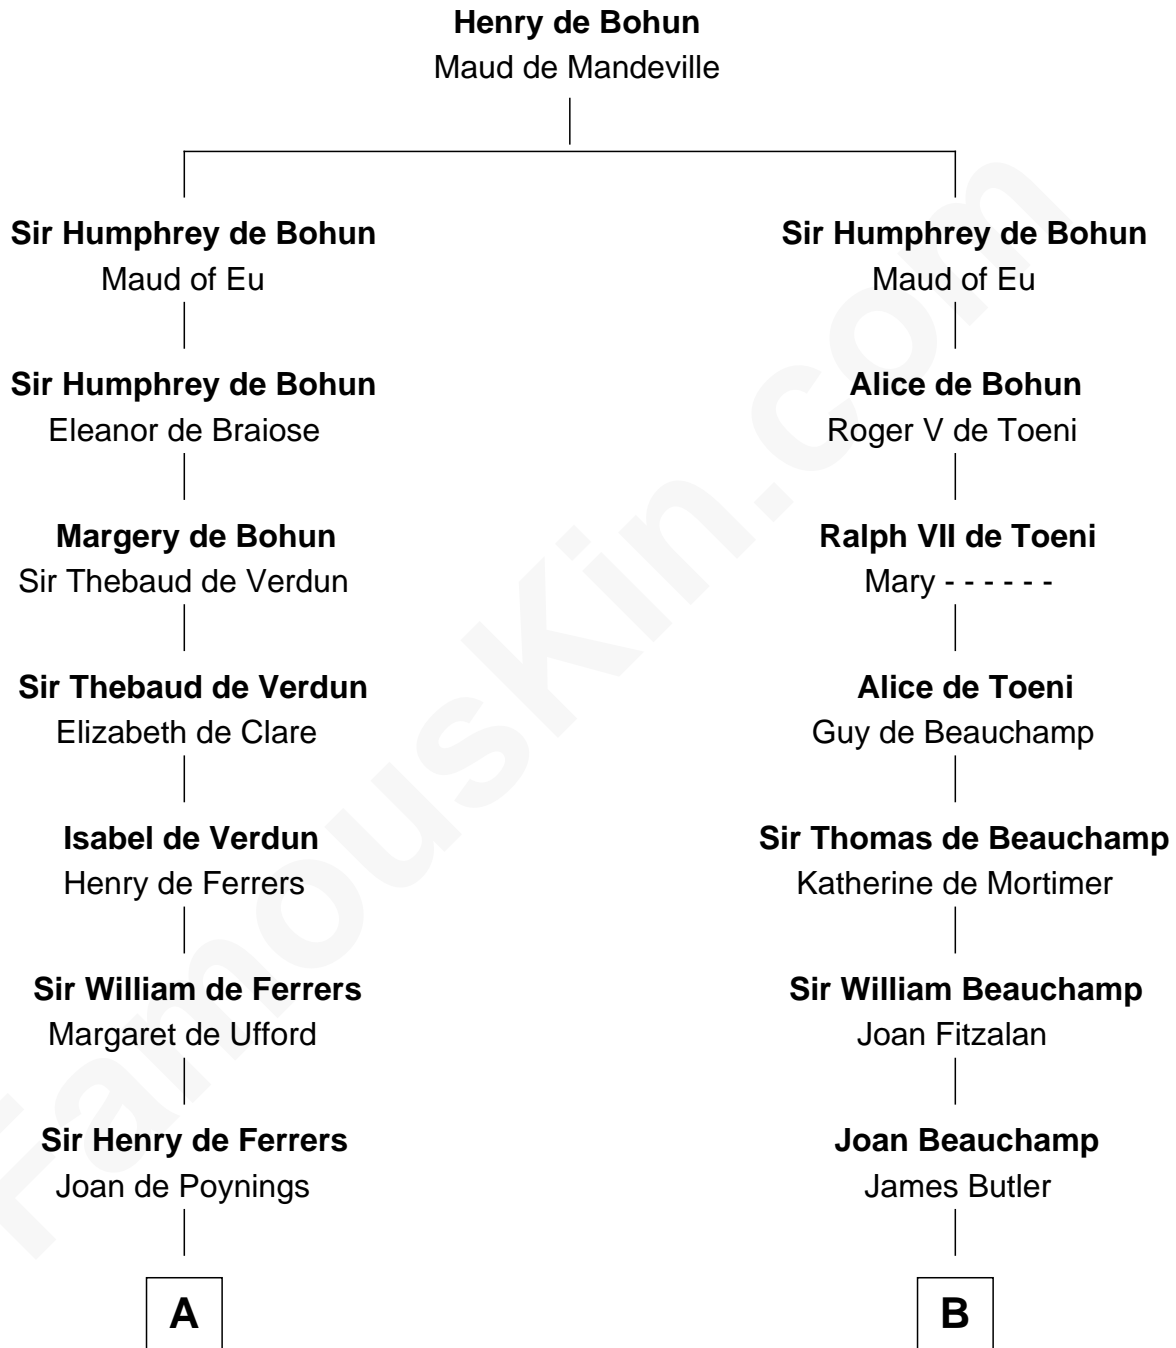 Henry de Bohun
Maud de Mandeville
Sir Humphrey de Bohun
Maud of Eu
Sir Humphrey de Bohun
Maud of Eu
Sir Humphrey de Bohun
Eleanor de Braiose
Alice de Bohun
Roger V de Toeni
Margery de Bohun
Sir Thebaud de Verdun
Ralph VII de Toeni
Mary - - - - - -
Sir Thebaud de Verdun
Elizabeth de Clare
Alice de Toeni
Guy de Beauchamp
Isabel de Verdun
Henry de Ferrers
Sir Thomas de Beauchamp
Katherine de Mortimer
Sir William de Ferrers
Margaret de Ufford
Sir William Beauchamp
Joan Fitzalan
Sir Henry de Ferrers
Joan de Poynings
Joan Beauchamp
James Butler
A
B
FamousKin.com